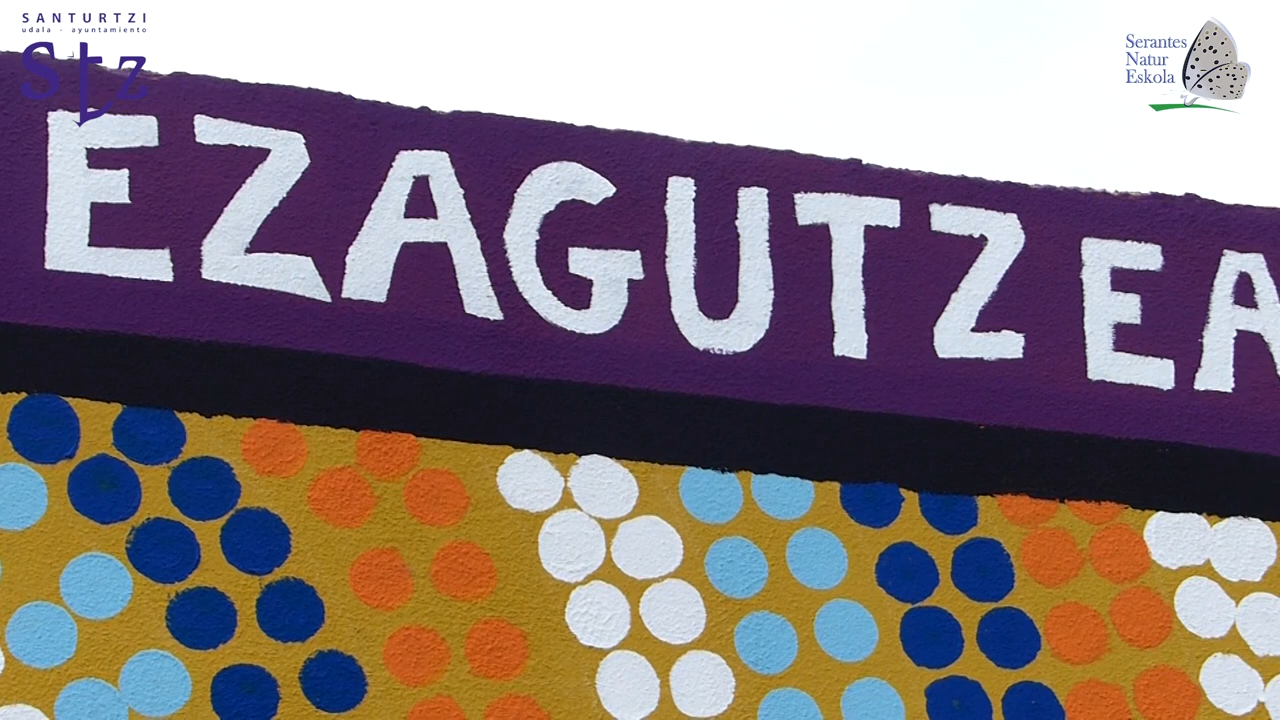 SANTURTZI
udala - ayuntamiento
Stz
Serantes
Natur
Eskola
EZAGUTZEA